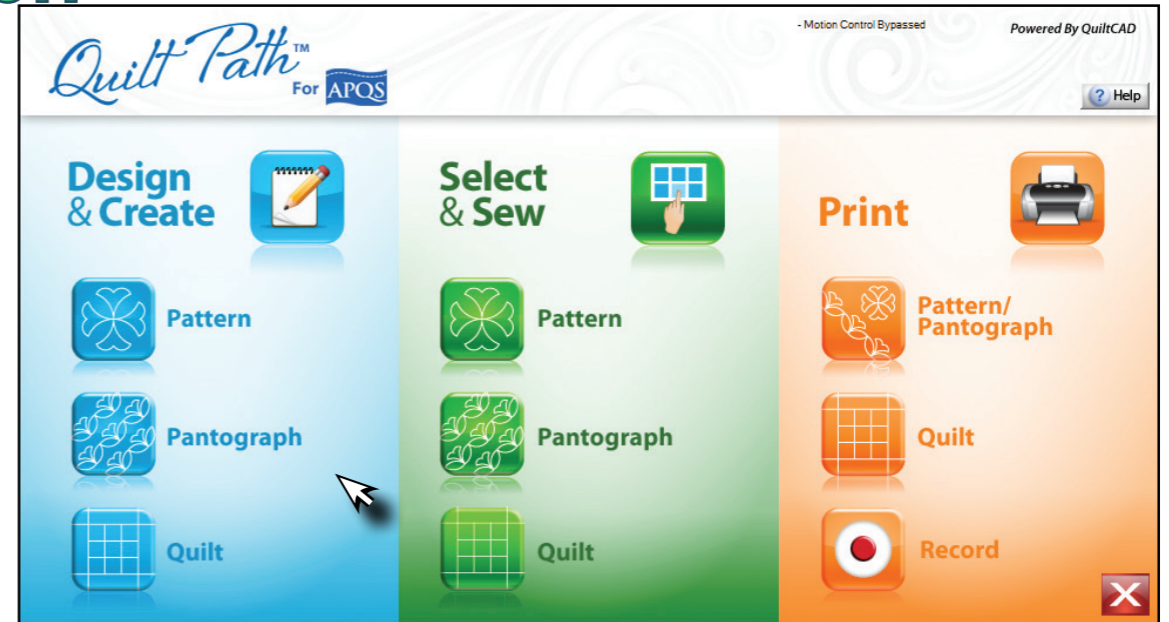 - Motion Control Bypassed
Powered By QuiltCAD
Quilt Path™
For APQS
? Help
Design
& Create
Pattern
Pantograph
Quilt
Select
& Sew
Pattern
Pantograph
Quilt
Print
Pattern/
Pantograph
Quilt
Record
X